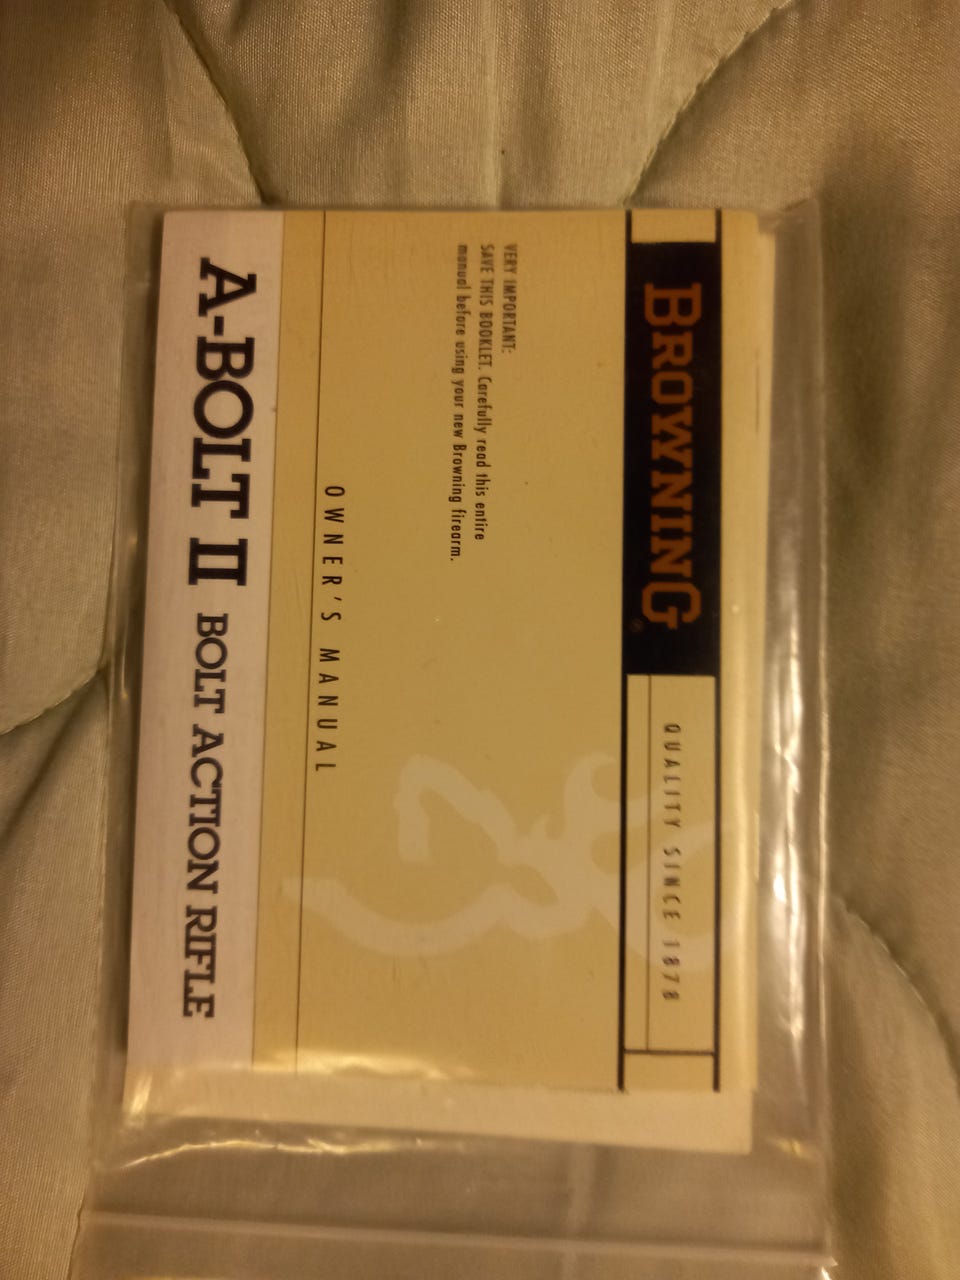 BROWNING®
QUALITY SINCE 1878
VERY IMPORTANT:
SAVE THIS BOOKLET. Carefully read this entire
manual before using your new Browning firearm.
OWNER'S MANUAL
A-BOLT II BOLT ACTION RIFLE